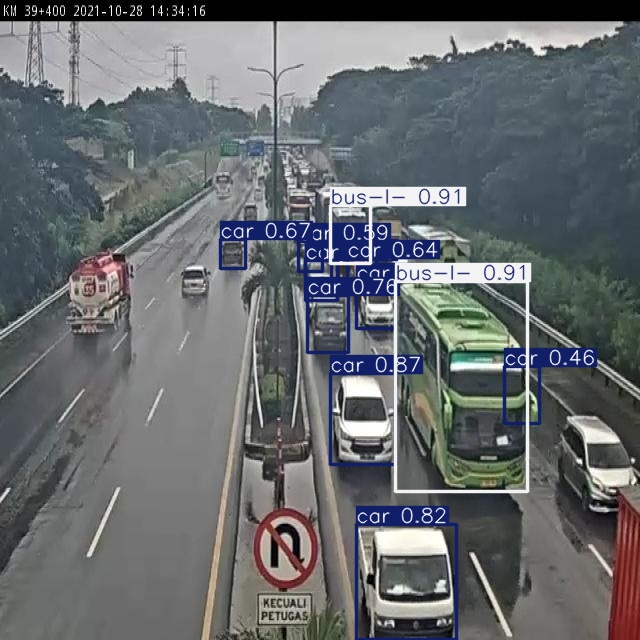 KM 39+400 2021-10-28 14:34:16
bus-l- 0.91
car 0.67
ar 0.59
car 0.64
car
bus-l- 0.91
car 0.76
car 0.46
car 0.87
car 0.82
KECUALI
PETUGAS